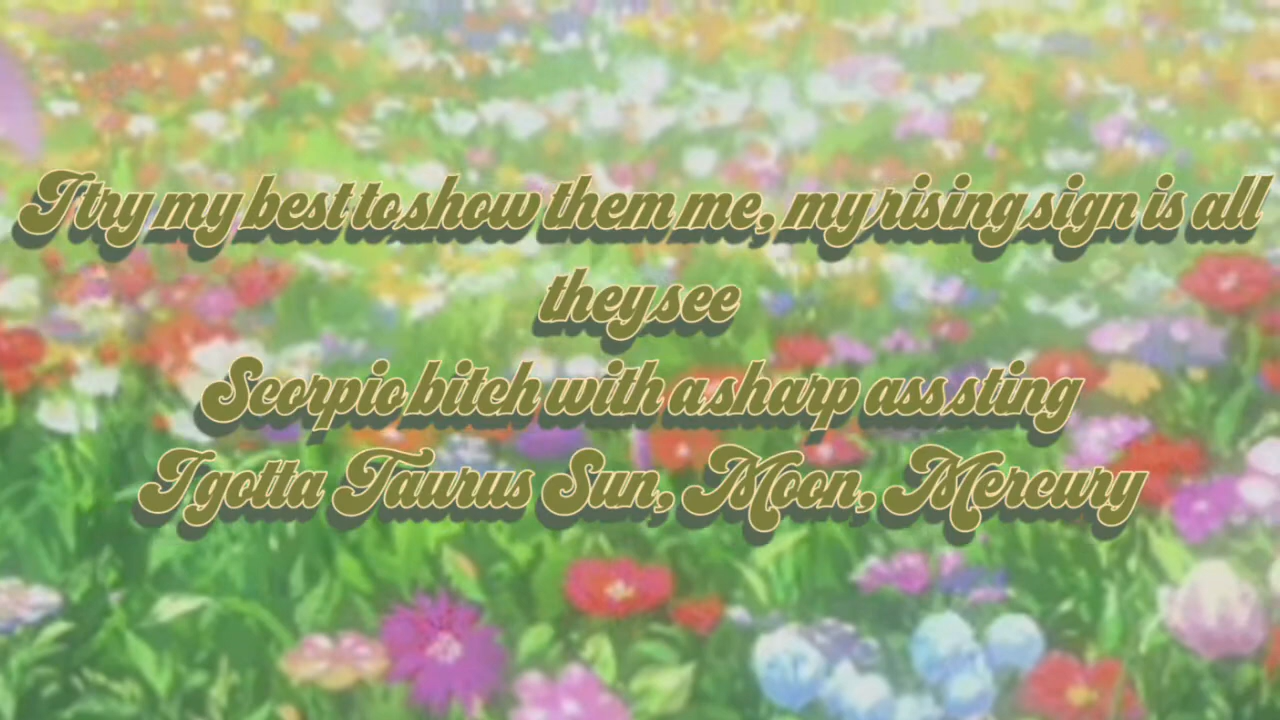 I try my best to show them me, my rising sign is all
they see
Scorpio bitch with a sharp ass sting
I gotta Taurus Sun, Moon, Mercury